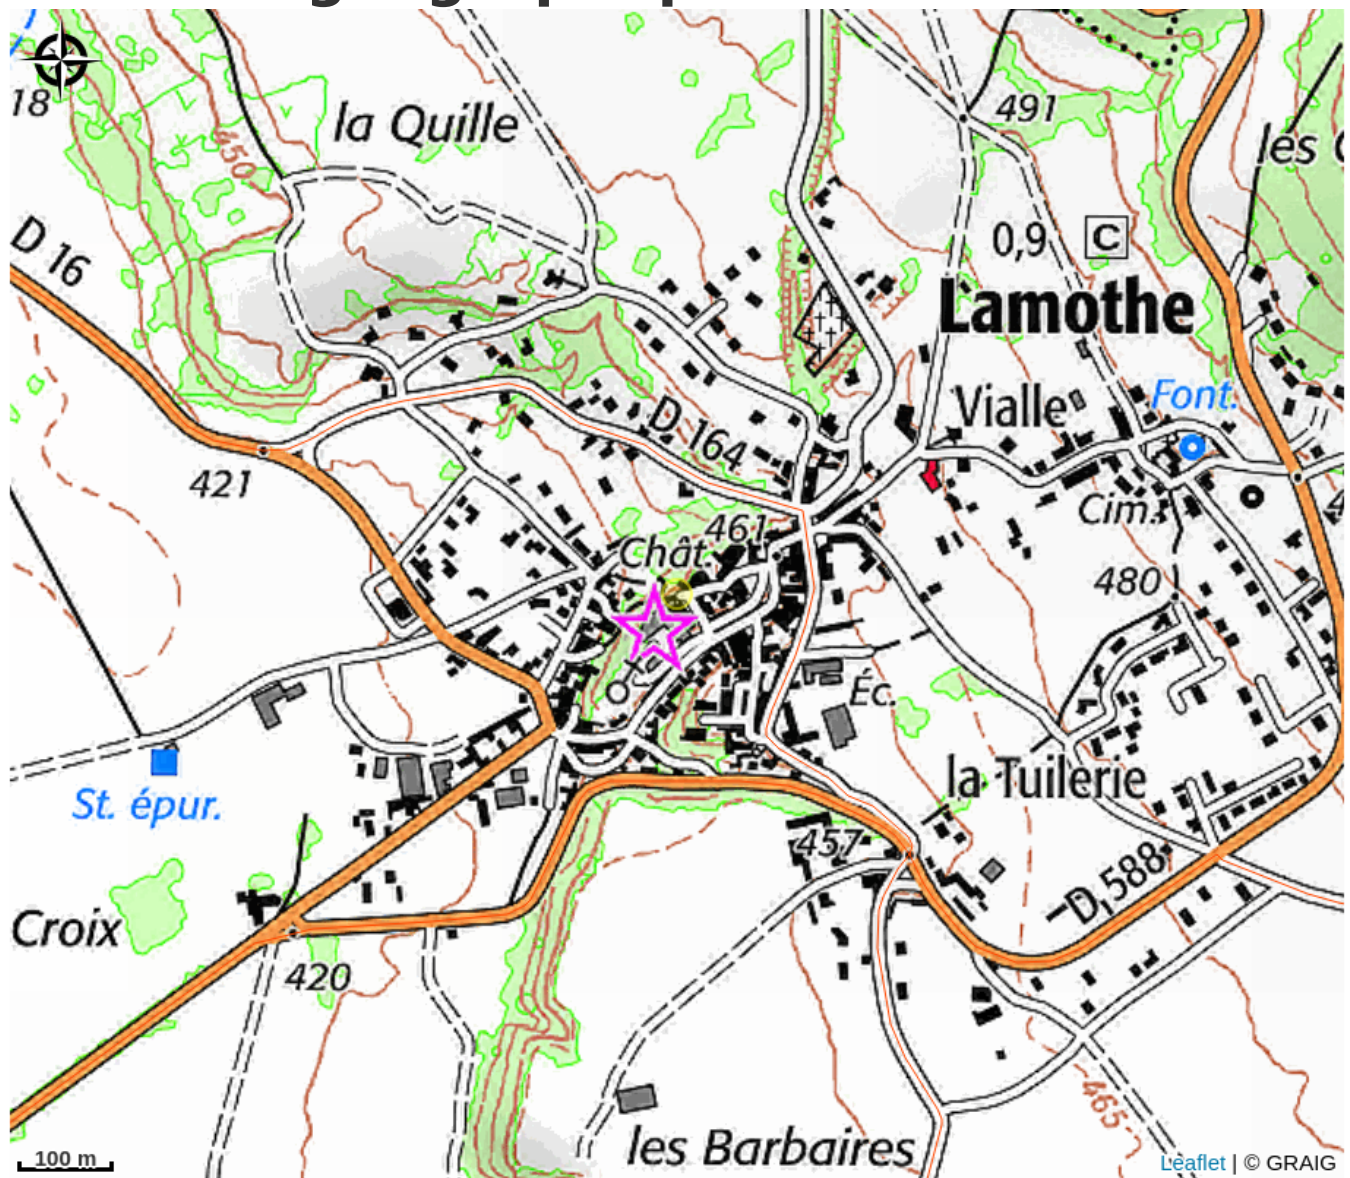 18
la Quille
450
491
les
D 16
0,9
C
Lamothe
Vialle
Font.
D 164
421
461
Cim.
Chât.
480
Éc.
la Tuilerie
St. épur.
457
D 588
Croix
420
465
les Barbaires
100 m
Leaflet | © GRAIG